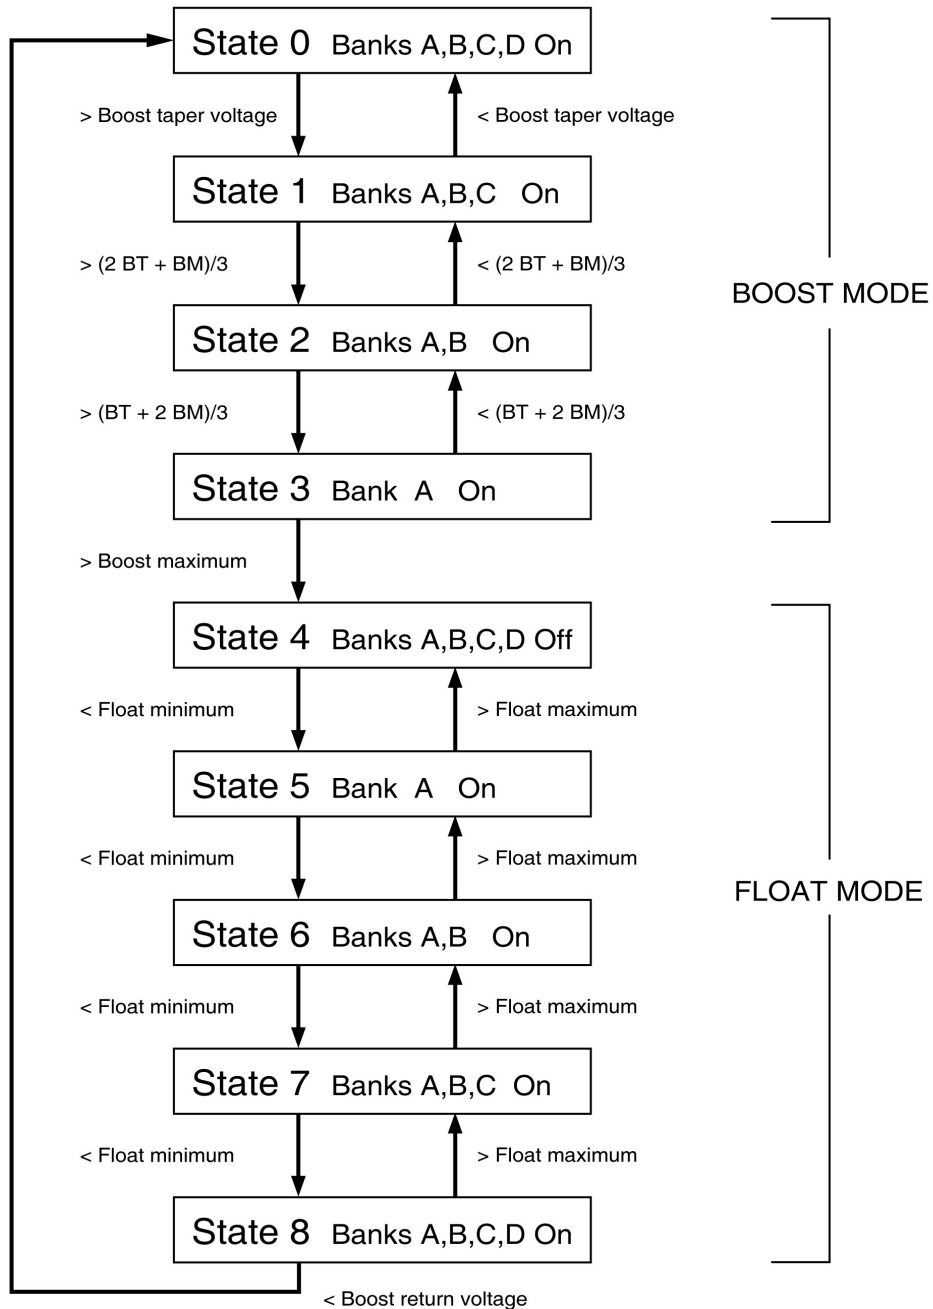 State 0 Banks A,B,C,D On
> Boost taper voltage
< Boost taper voltage
State 1 Banks A,B,C On
> (2 BT + BM)/3
< (2 BT + BM)/3
BOOST MODE
State 2 Banks A,B On
> (BT + 2 BM)/3
< (BT + 2 BM)/3
State 3 Bank A On
> Boost maximum
State 4 Banks A,B,C,D Off
< Float minimum
> Float maximum
State 5 Bank A On
< Float minimum
> Float maximum
FLOAT MODE
State 6 Banks A,B On
< Float minimum
> Float maximum
State 7 Banks A,B,C On
< Float minimum
> Float maximum
State 8 Banks A,B,C,D On
< Boost return voltage